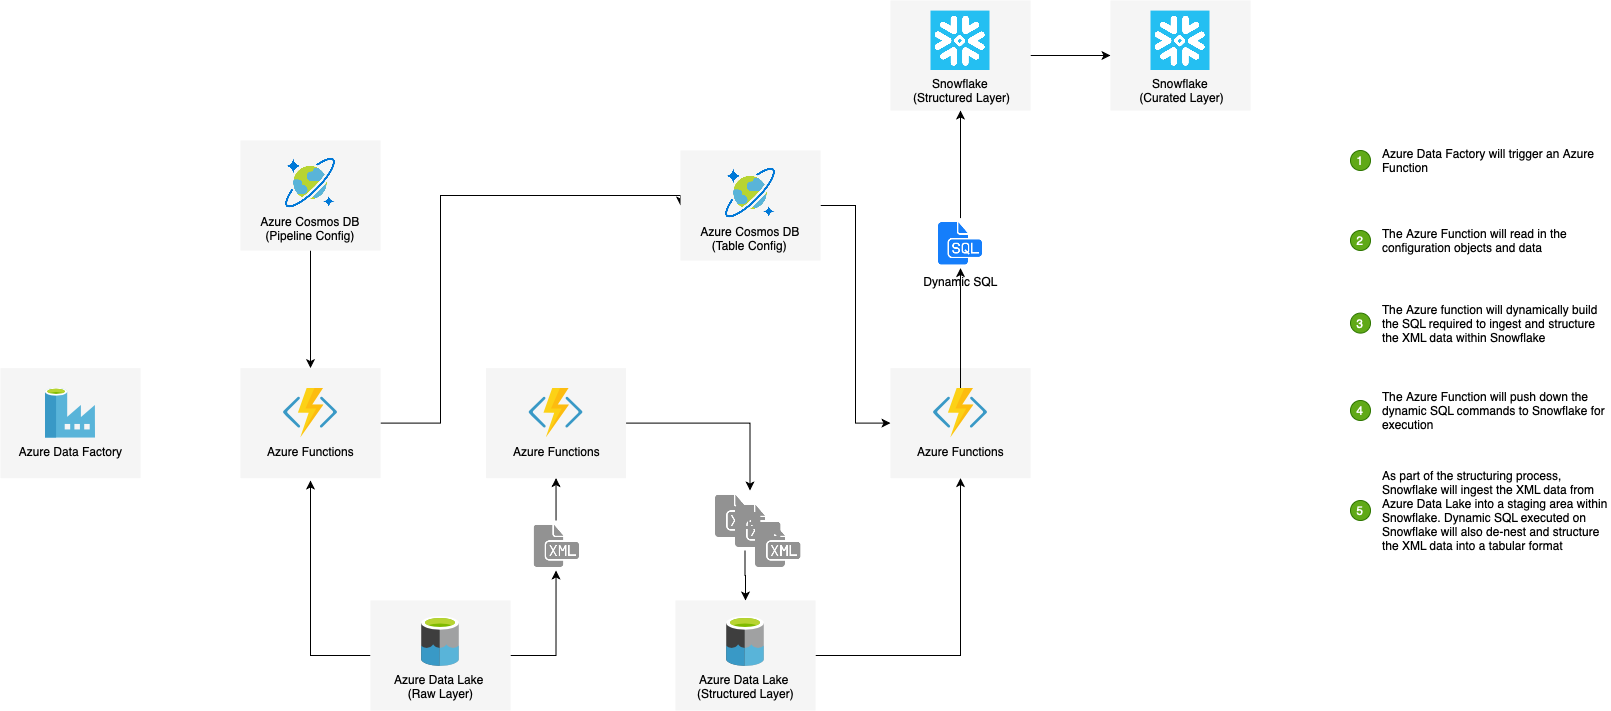 Snowflake
(Structured Layer)
Snowflake
(Curated Layer)
Azure Cosmos DB
(Pipeline Config)
Azure Cosmos DB
(Table Config)
SQL
Dynamic SQL
Azure Data Factory
Azure Functions
Azure Functions
Azure Functions
XML
XML
Azure Data Lake
(Raw Layer)
Azure Data Lake
(Structured Layer)
1
Azure Data Factory will trigger an Azure
Function
2
The Azure Function will read in the
configuration objects and data
3
The Azure function will dynamically build
the SQL required to ingest and structure
the XML data within Snowflake
4
The Azure Function will push down the
dynamic SQL commands to Snowflake for
execution
5
As part of the structuring process,
Snowflake will ingest the XML data from
Azure Data Lake into a staging area within
Snowflake. Dynamic SQL executed on
Snowflake will also de-nest and structure
the XML data into a tabular format